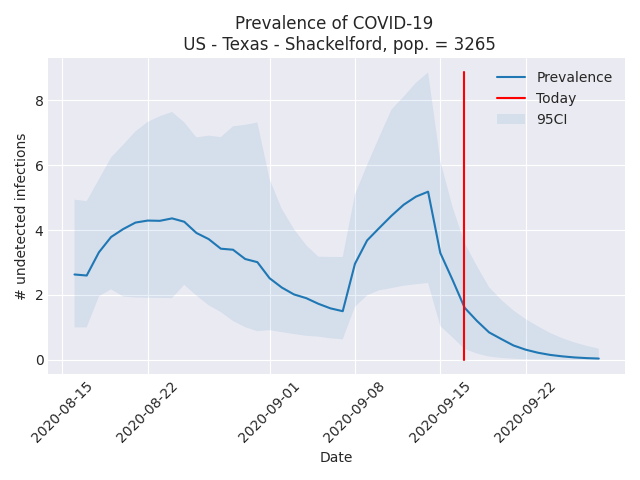 Prevalence of COVID-19
US - Texas - Shackelford, pop. = 3265
Prevalence
Today
95CI
8
6
4
2
0
# undetected infections
2020-08-15
2020-08-22
2020-09-01
2020-09-08
2020-09-15
2020-09-22
Date